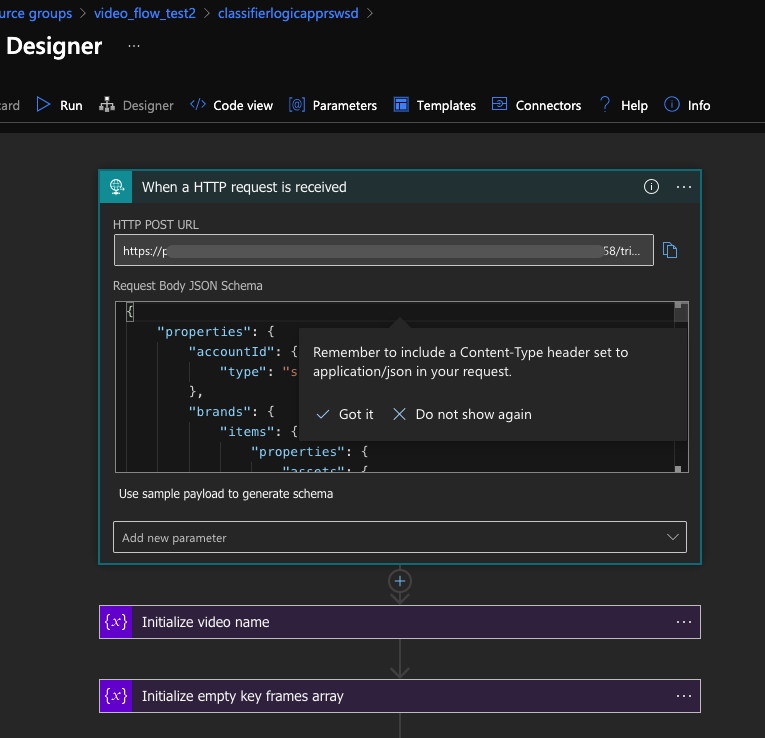 urce groups > video_flow_test2 > classifierlogicapprswsd >
Designer ...
ard Run Designer </> Code view [@] Parameters Templates Connectors ? Help Info
When a HTTP request is received ...
HTTP POST URL
https://p 58/tri...
Request Body JSON Schema
{
"properties": {
"accountId": {
"type": "s
},
"brands": {
"items": {
"properties": {
"assets": {
Remember to include a Content-Type header set to
application/json in your request.
Got it Do not show again
Use sample payload to generate schema
Add new parameter
{x} Initialize video name ...
{x} Initialize empty key frames array ...